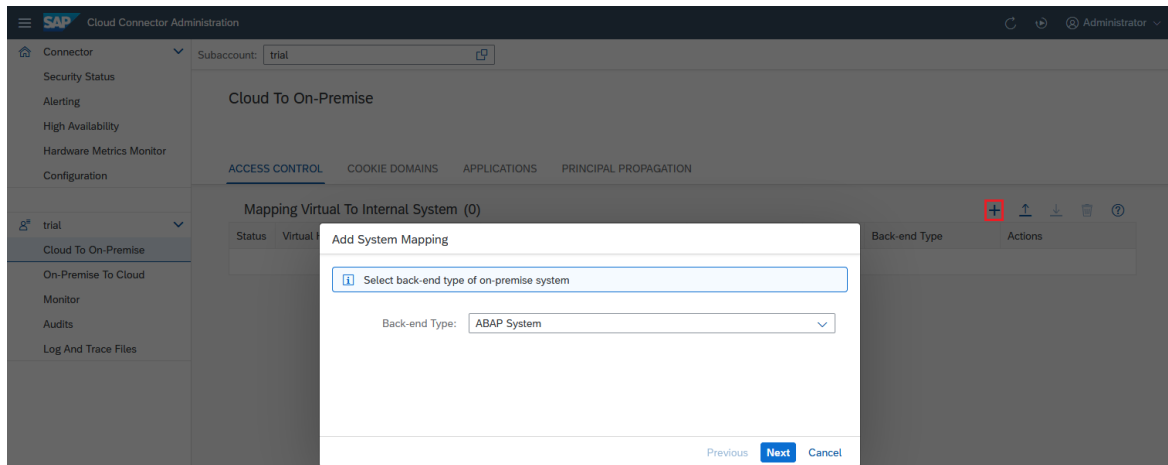 SAP Cloud Connector Administration
Administrator
Connector
Security Status
Alerting
High Availability
Hardware Metrics Monitor
Configuration
trial
Cloud To On-Premise
On-Premise To Cloud
Monitor
Audits
Log And Trace Files
Subaccount: trial
Cloud To On-Premise
ACCESS CONTROL COOKIE DOMAINS APPLICATIONS PRINCIPAL PROPAGATION
Mapping Virtual To Internal System (0)
Status Virtual Back-end Type Actions
Add System Mapping
Select back-end type of on-premise system
Back-end Type: ABAP System
Previous Next Cancel